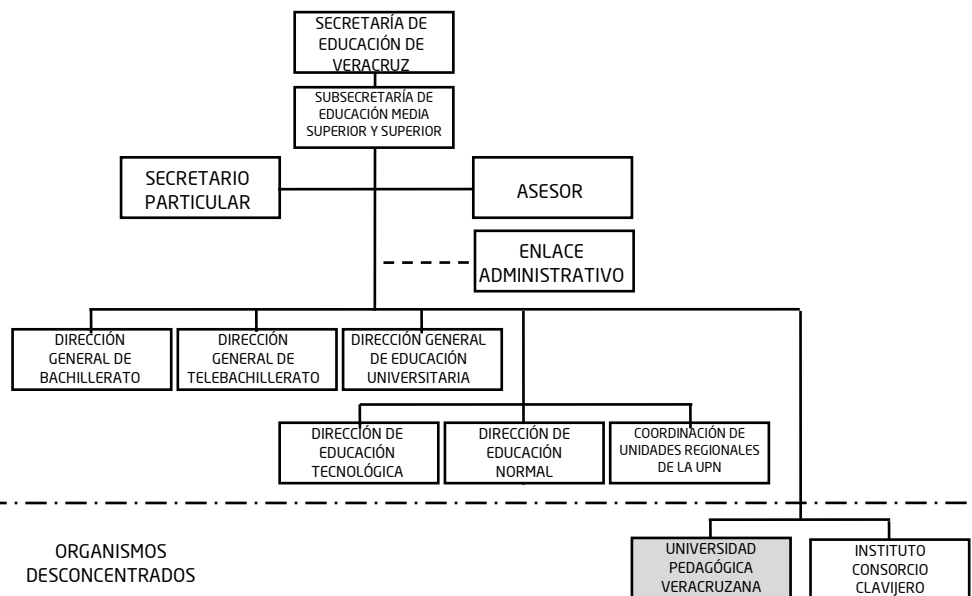 SECRETARÍA DE
EDUCACIÓN DE
VERACRUZ
SUBSECRETARÍA DE
EDUCACIÓN MEDIA
SUPERIOR Y SUPERIOR
SECRETARIO
PARTICULAR
ASESOR
ENLACE
ADMINISTRATIVO
DIRECCIÓN
GENERAL DE
BACHILLERATO
DIRECCIÓN
GENERAL DE
TELEBACHILLERATO
DIRECCIÓN GENERAL
DE EDUCACIÓN
UNIVERSITARIA
DIRECCIÓN DE
EDUCACIÓN
TECNOLÓGICA
DIRECCIÓN DE
EDUCACIÓN
NORMAL
COORDINACIÓN DE
UNIDADES REGIONALES
DE LA UPN
ORGANISMOS
DESCONCENTRADOS
UNIVERSIDAD
PEDAGÓGICA
VERACRUZANA
INSTITUTO
CONSORCIO
CLAVIJERO